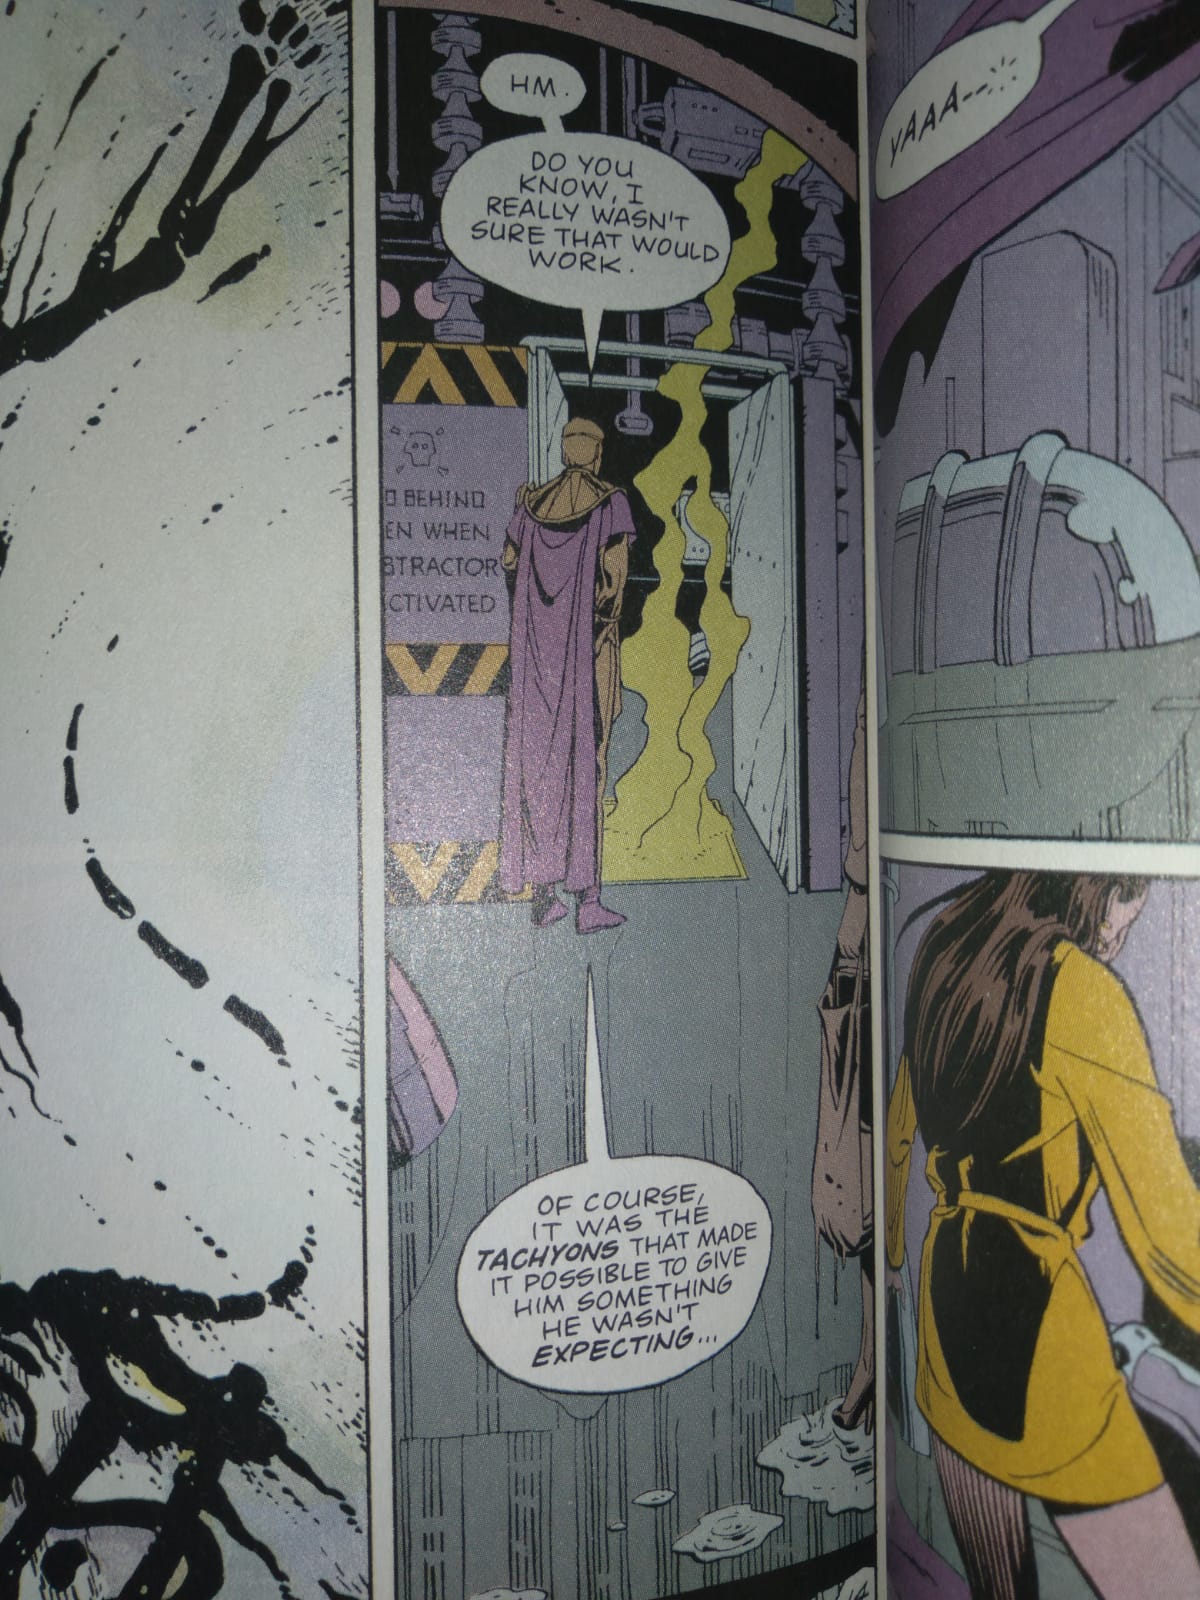 HM.
DO YOU
KNOW, I
REALLY WASN'T
SURE THAT WOULD
WORK.
BEHIND
EN WHEN
BTRACTOR
CTIVATED
OF COURSE,
IT WAS THE
TACHYONS THAT MADE
IT POSSIBLE TO GIVE
HIM SOMETHING
HE WASN'T
EXPECTING...
14
YAAA--